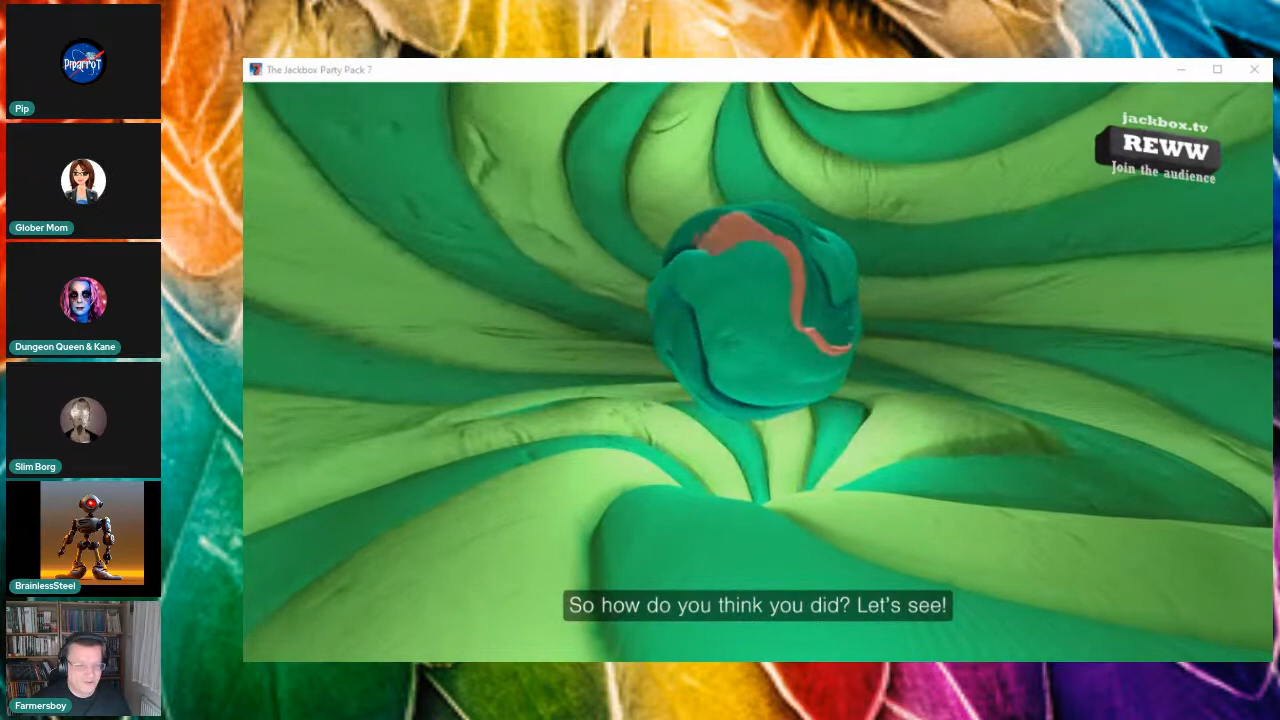 PiparroT
Pip
Glober Mom
Dungeon Queen & Kane
Slim Borg
BrainlessSteel
Farmersboy
The Jackbox Party Pack 7
jackbox.tv
REWW
Join the audience
So how do you think you did? Let's see!